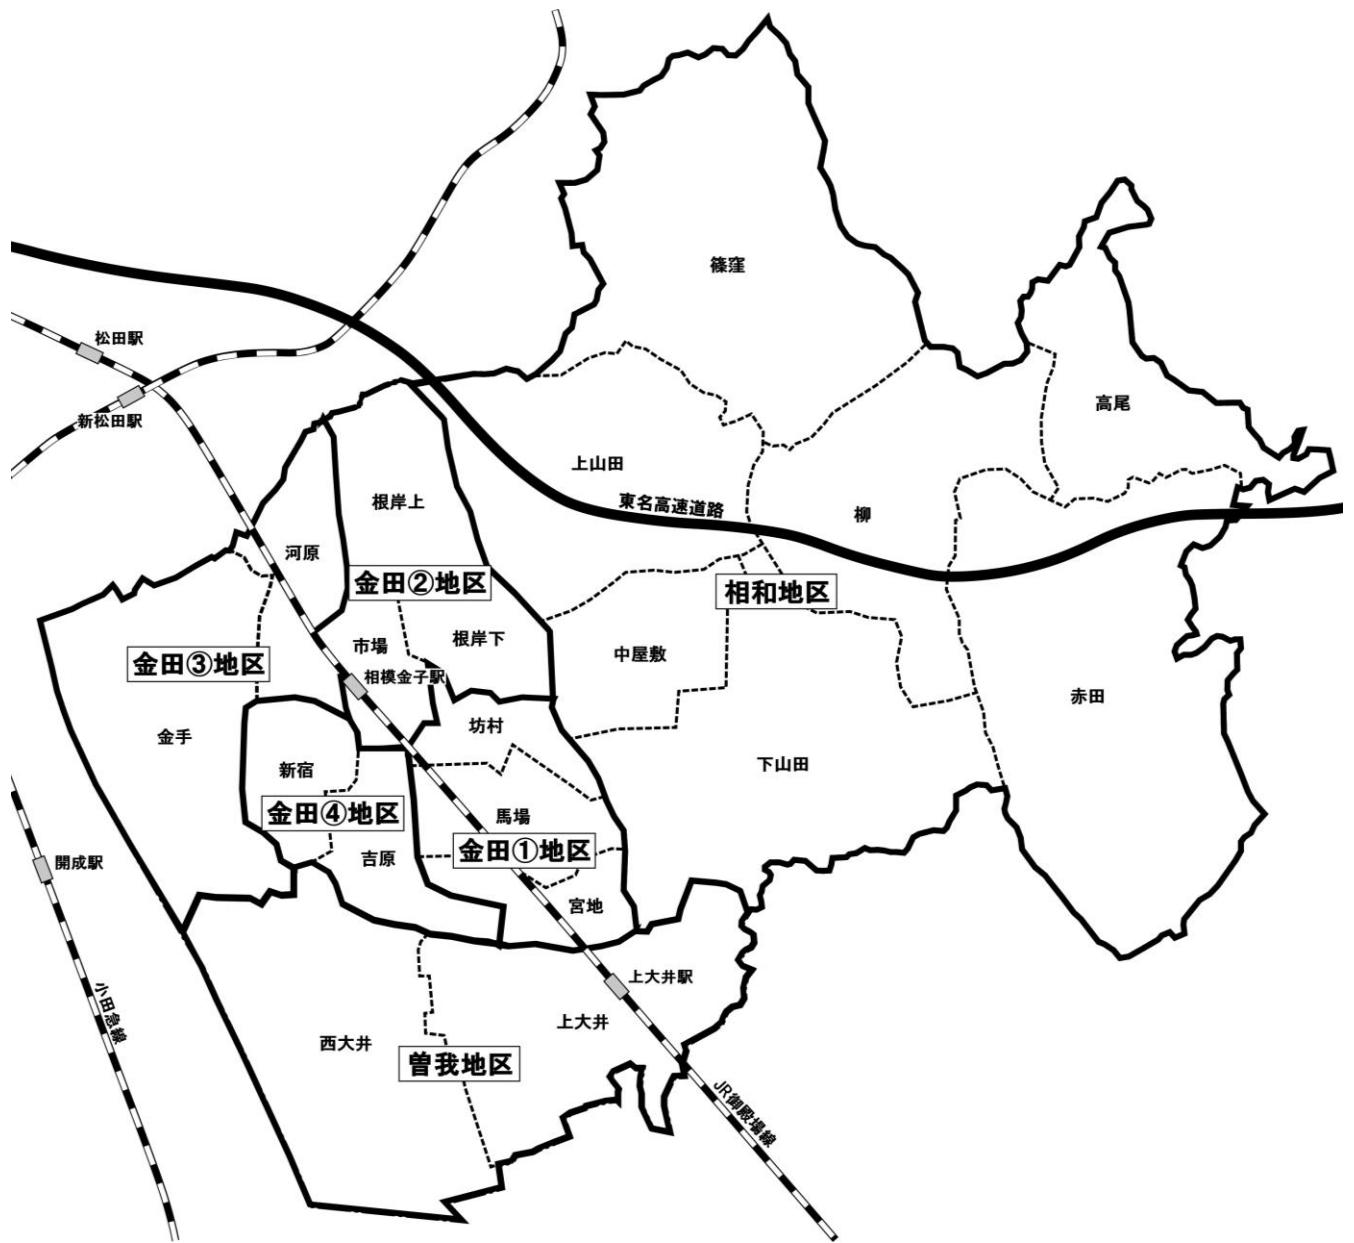 篠窪
松田駅
高尾
新松田駅
上山田
根岸上
東名高速道路
柳
河原
金田②地区
相和地区
市場
根岸下
中屋敷
金田③地区
相模金子駅
赤田
坊村
金手
下山田
新宿
金田④地区
馬場
金田①地区
吉原
開成駅
宮地
上大井駅
小田急線
上大井
西大井
曽我地区
JR御殿場線